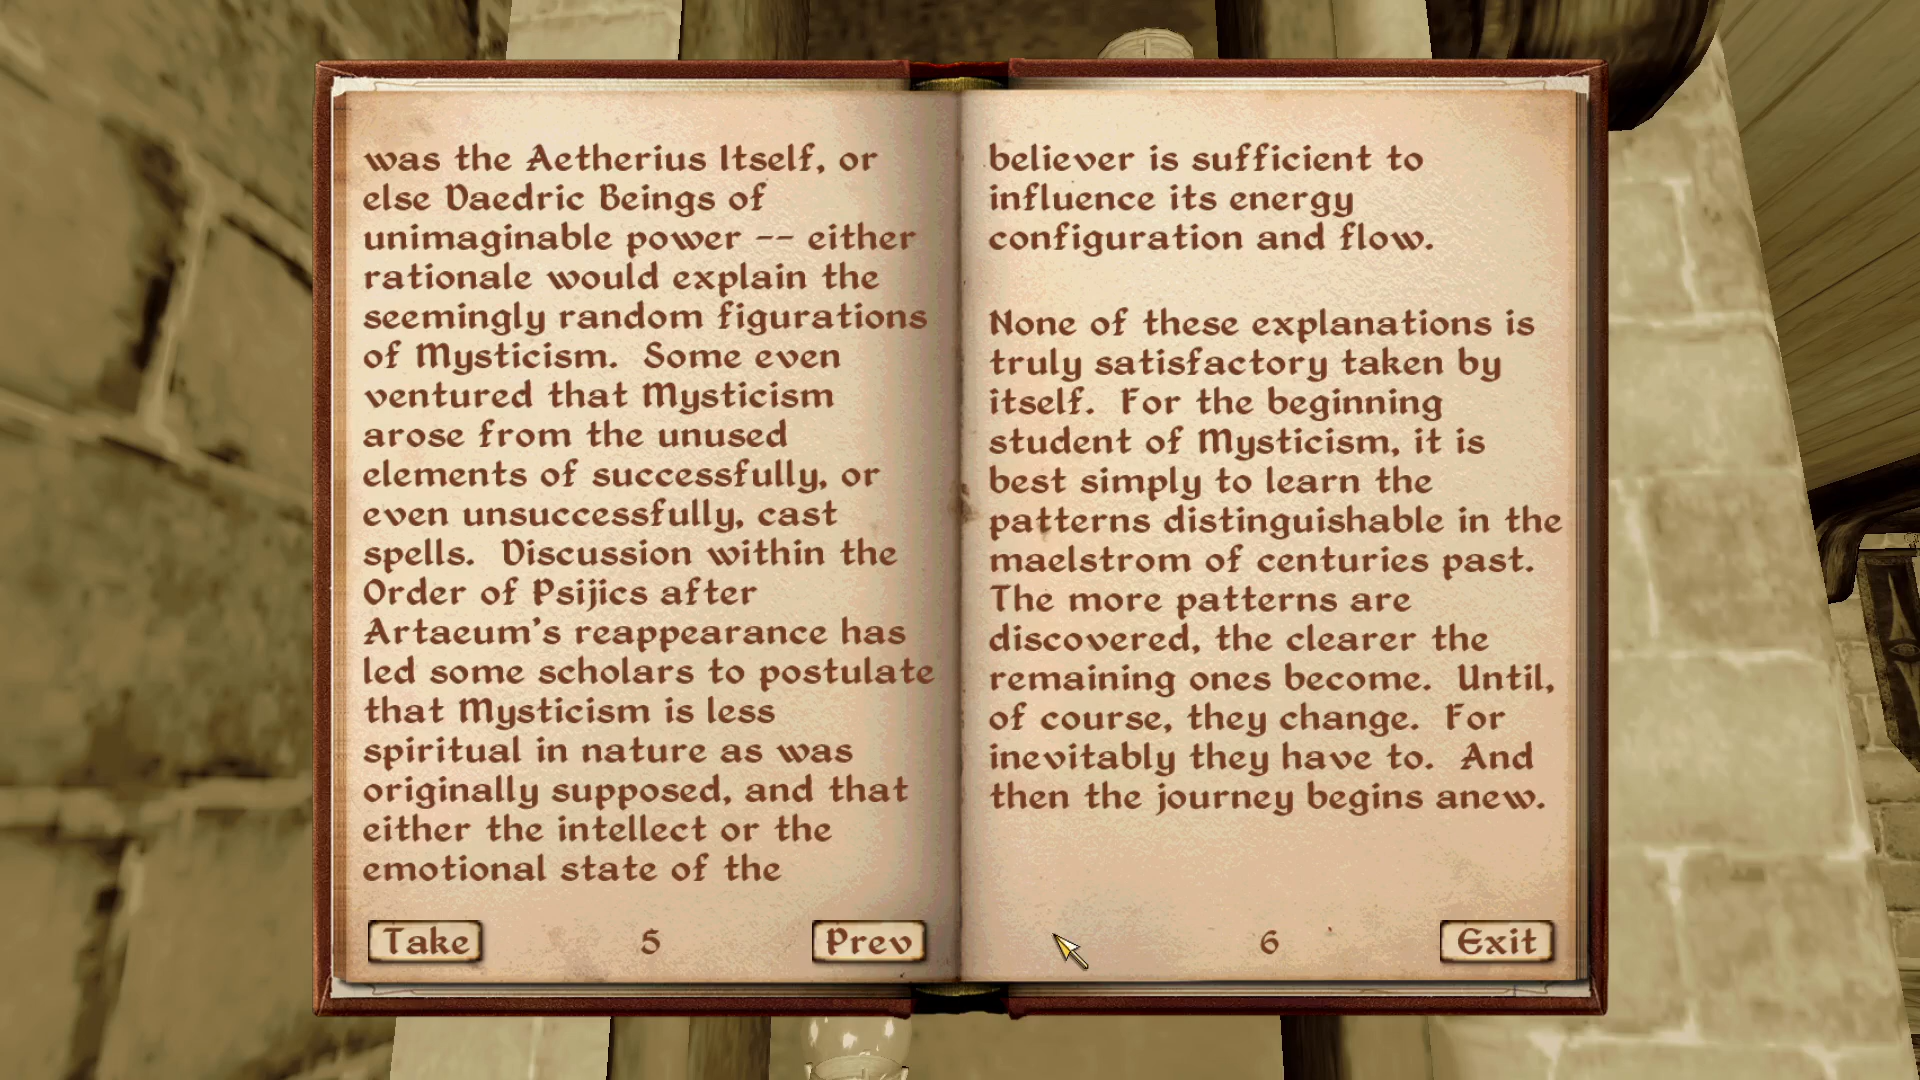 was the Aetherius Itself, or
else Daedric Beings of
unimaginable power -- either
rationale would explain the
seemingly random figurations
of Mysticism.  Some even
ventured that Mysticism
arose from the unused
elements of successfully, or
even unsuccessfully, cast
spells.  Discussion within the
Order of Psijics after
Artaeum's reappearance has
led some scholars to postulate
that Mysticism is less
spiritual in nature as was
originally supposed, and that
either the intellect or the
emotional state of the
Take
5
Prev
believer is sufficient to
influence its energy
configuration and flow.
None of these explanations is
truly satisfactory taken by
itself.  For the beginning
student of Mysticism, it is
best simply to learn the
patterns distinguishable in the
maelstrom of centuries past.
The more patterns are
discovered, the clearer the
remaining ones become.  Until,
of course, they change.  For
inevitably they have to.  And
then the journey begins anew.
6
Exit